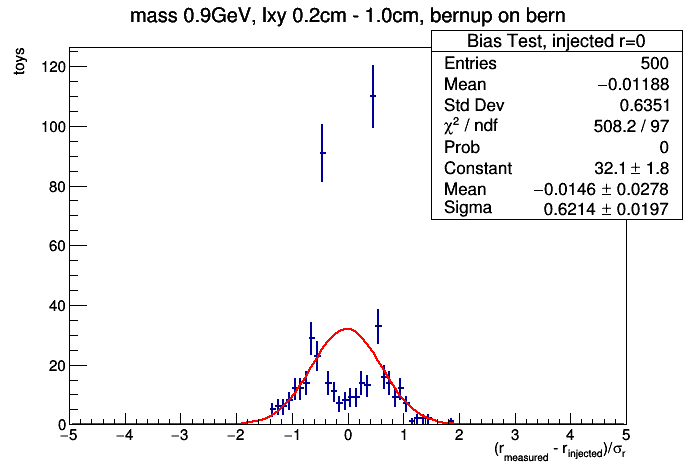 mass 0.9GeV, lxy 0.2cm - 1.0cm, bernup on bern
toys
Bias Test, injected r=0
Entries 500
Mean −0.01188
Std Dev 0.6351
χ² / ndf 508.2 / 97
Prob 0
Constant 32.1 ± 1.8
Mean −0.0146 ± 0.0278
Sigma 0.6214 ± 0.0197
120
100
80
60
40
20
0
−5 −4 −3 −2 −1 0 1 2 3 4 5
(r_measured - r_injected)/σ_r